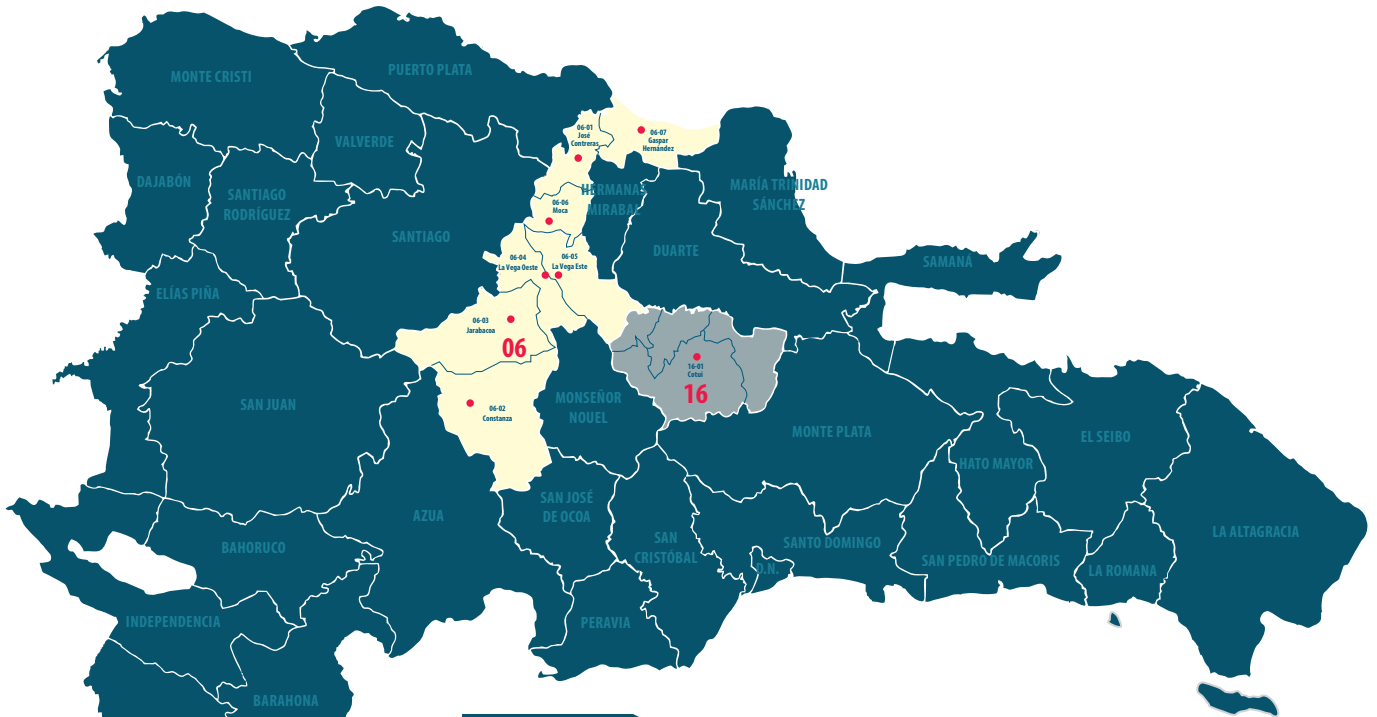 MONTE CRISTI
PUERTO PLATA
VALVERDE
06-01
José
Contreras
06-07
Gaspar
Hernández
DAJABÓN
SANTIAGO
RODRÍGUEZ
HERMANAS
MIRABAL
MARÍA TRINIDAD
SÁNCHEZ
06-06
Moca
SANTIAGO
DUARTE
06-04
La Vega Oeste
06-05
La Vega Este
SAMANÁ
ELÍAS PIÑA
06-03
Jarabacoa
06
16-01
Cotuí
16
SAN JUAN
06-02
Constanza
MONSEÑOR
NOUEL
MONTE PLATA
EL SEIBO
HATO MAYOR
AZUA
SAN JOSÉ
DE OCOA
BAHORUCO
SAN
CRISTÓBAL
SANTO DOMINGO
D.N.
SAN PEDRO DE MACORIS
LA ROMANA
LA ALTAGRACIA
INDEPENDENCIA
PERAVIA
BARAHONA